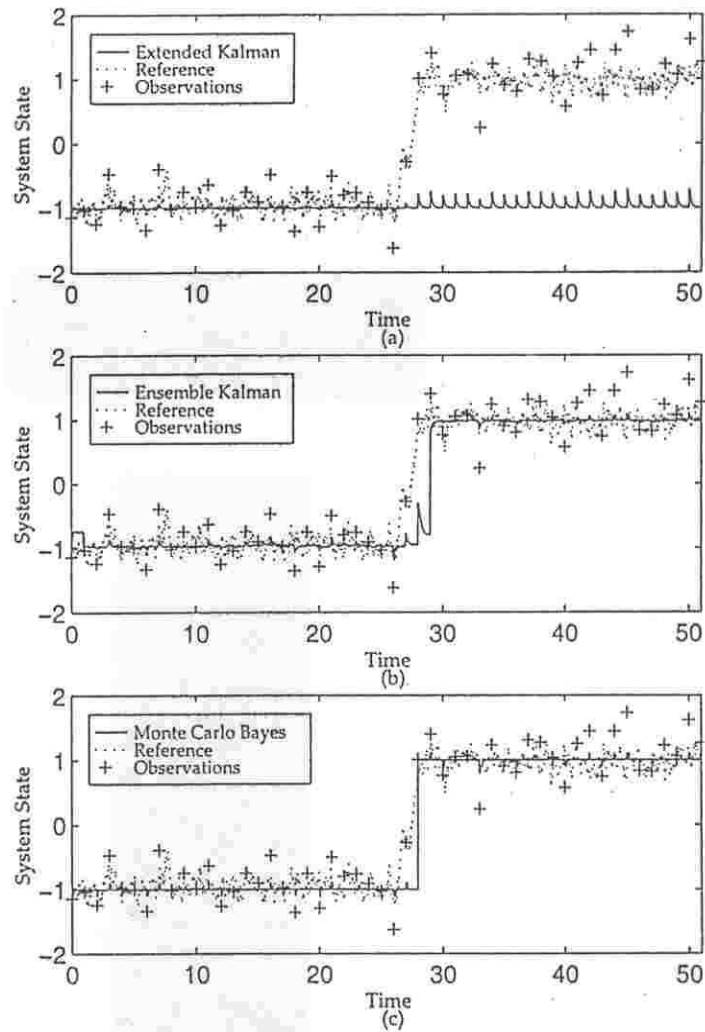 2
Extended Kalman
Reference
Observations
1
0
−1
−2
System State
0 10 20 30 40 50
Time
(a)
2
Ensemble Kalman
Reference
Observations
1
0
−1
−2
System State
0 10 20 30 40 50
Time
(b)
2
Monte Carlo Bayes
Reference
Observations
1
0
−1
−2
System State
0 10 20 30 40 50
Time
(c)